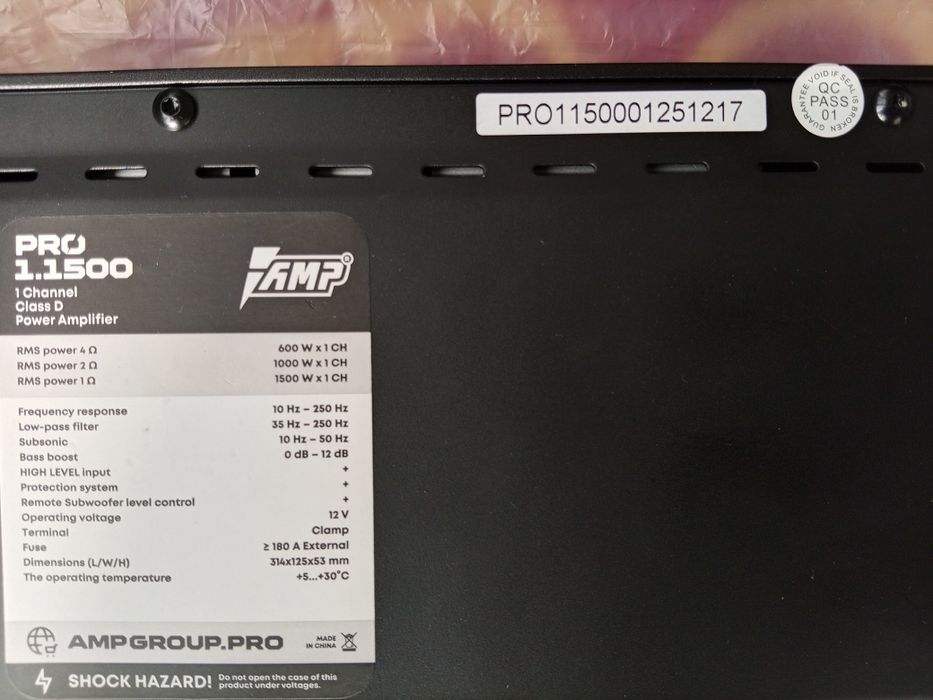 PRO1150001251217
GUARANTEE VOID IF SEAL IS BROKEN
QC
PASS
01
PRO
1.1500
1 Channel
Class D
Power Amplifier
AMP
R
RMS power 4 Ω 600 W x 1 CH
RMS power 2 Ω 1000 W x 1 CH
RMS power 1 Ω 1500 W x 1 CH
Frequency response 10 Hz – 250 Hz
Low-pass filter 35 Hz – 250 Hz
Subsonic 10 Hz – 50 Hz
Bass boost 0 dB – 12 dB
HIGH LEVEL input +
Protection system +
Remote Subwoofer level control +
Operating voltage 12 V
Terminal Clamp
Fuse ≥ 180 A External
Dimensions (L/W/H) 314x125x53 mm
The operating temperature +5...+30°C
AMPGROUP.PRO
MADE
IN CHINA
SHOCK HAZARD!
Do not open the case of this
product under voltages.